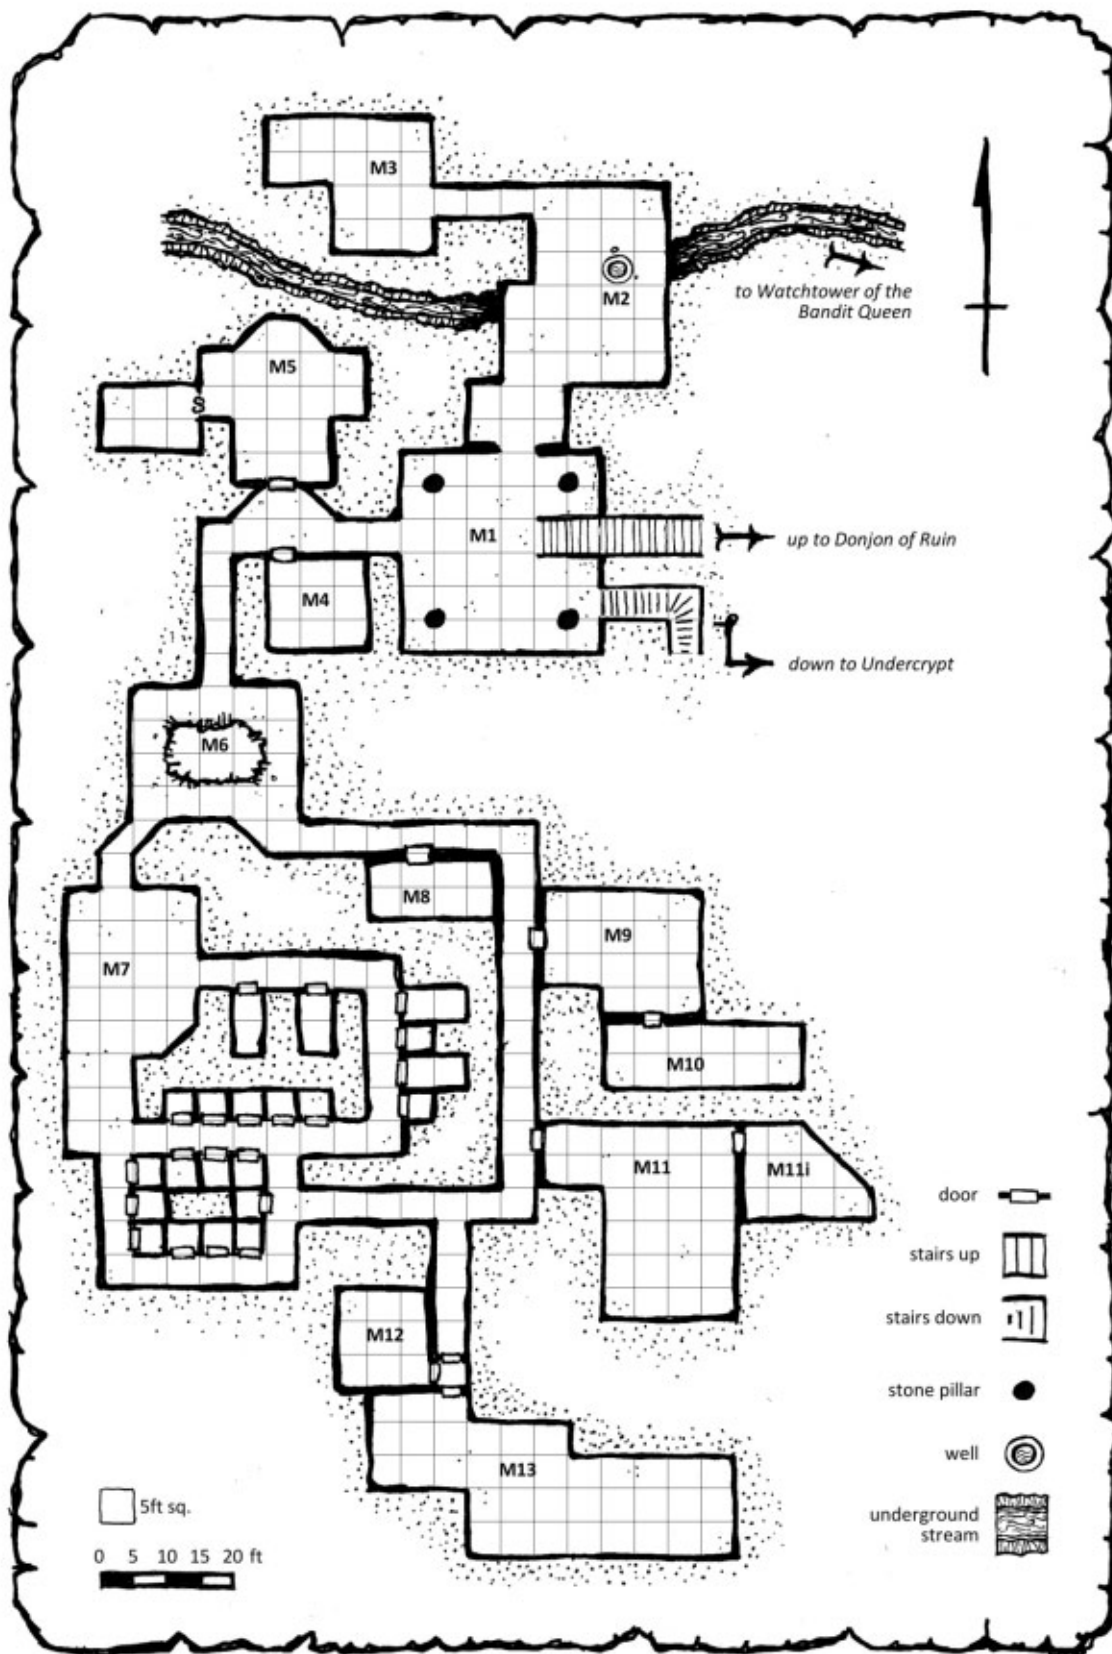 M3
M2
to Watchtower of the
Bandit Queen
M5
S
M1
up to Donjon of Ruin
M4
down to Undercrypt
M6
M8
M9
M7
M10
M11
M11i
door
stairs up
stairs down
M12
stone pillar
well
M13
5ft sq.
underground
stream
0 5 10 15 20 ft